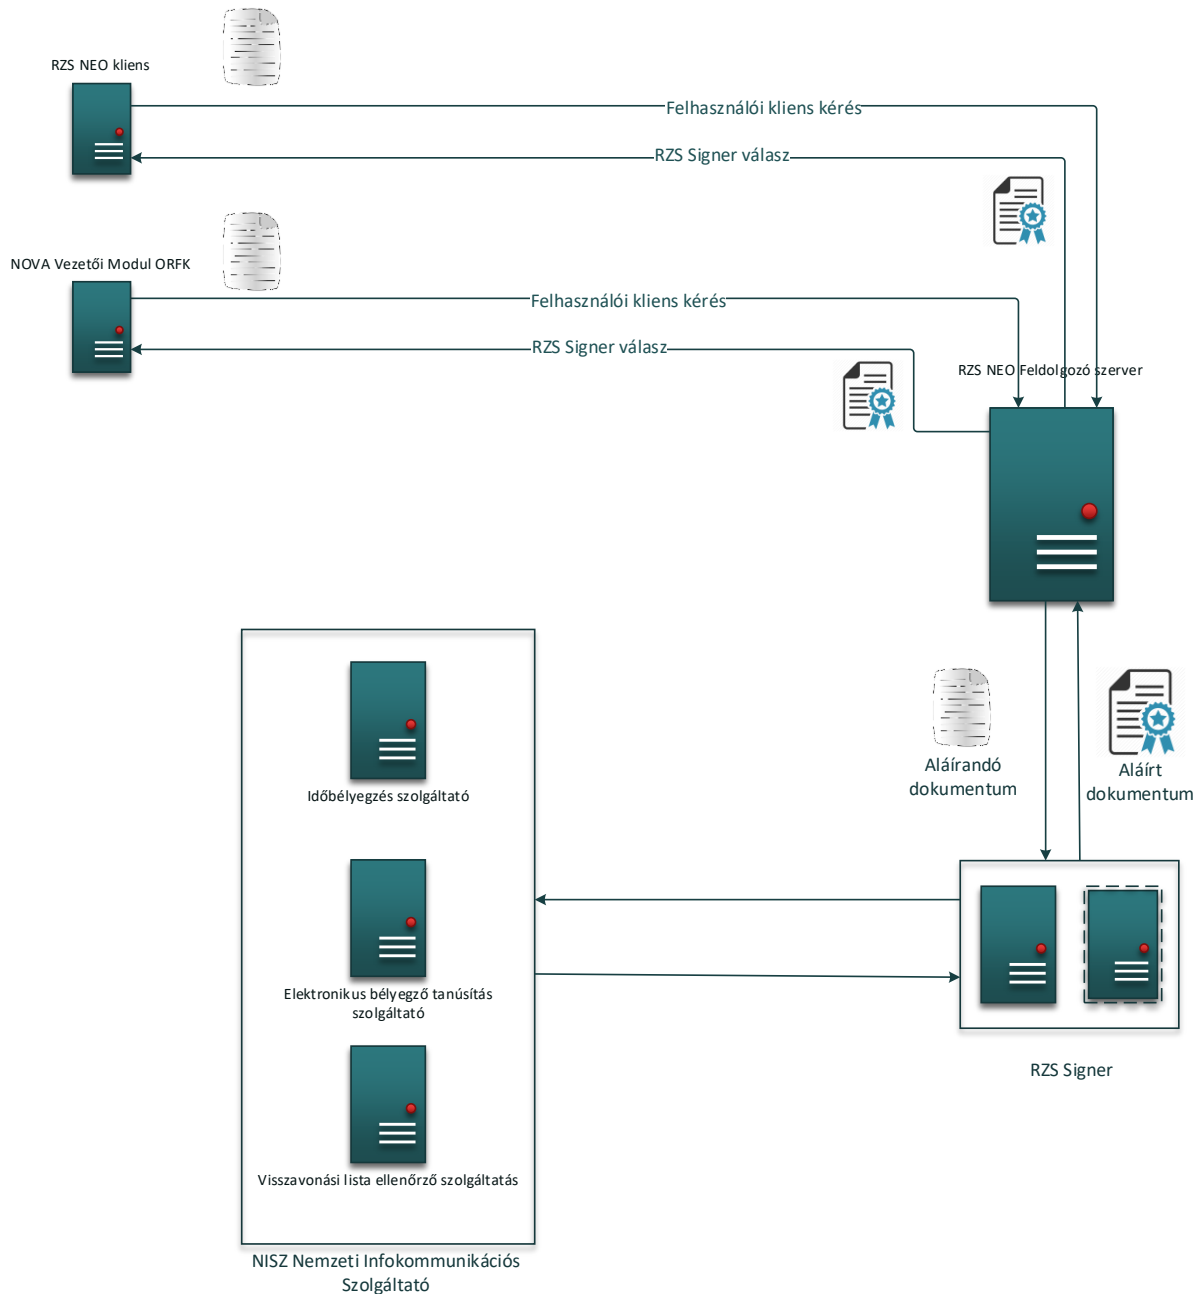 RZS NEO kliens
Felhasználói kliens kérés
RZS Signer válasz
NOVA Vezetői Modul ORFK
Felhasználói kliens kérés
RZS Signer válasz
RZS NEO Feldolgozó szerver
Aláírandó
dokumentum
Aláírt
dokumentum
Időbélyegzés szolgáltató
Elektronikus bélyegző tanúsítás
szolgáltató
Visszavonási lista ellenőrző szolgáltatás
RZS Signer
NISZ Nemzeti Infokommunikációs
Szolgáltató